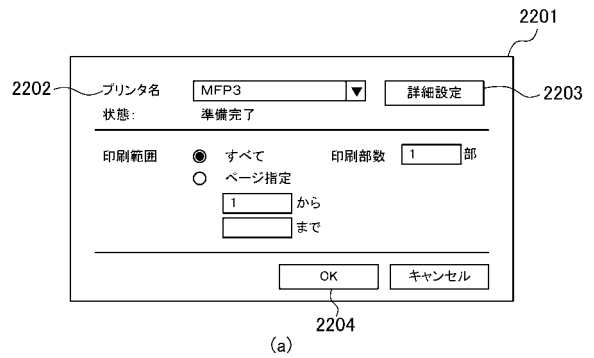 2201
2202 プリンタ名 MFP3 ▼ 詳細設定 2203
状態: 準備完了
印刷範囲 すべて 印刷部数 1 部
ページ指定
1 から
まで
OK キャンセル
2204
(a)